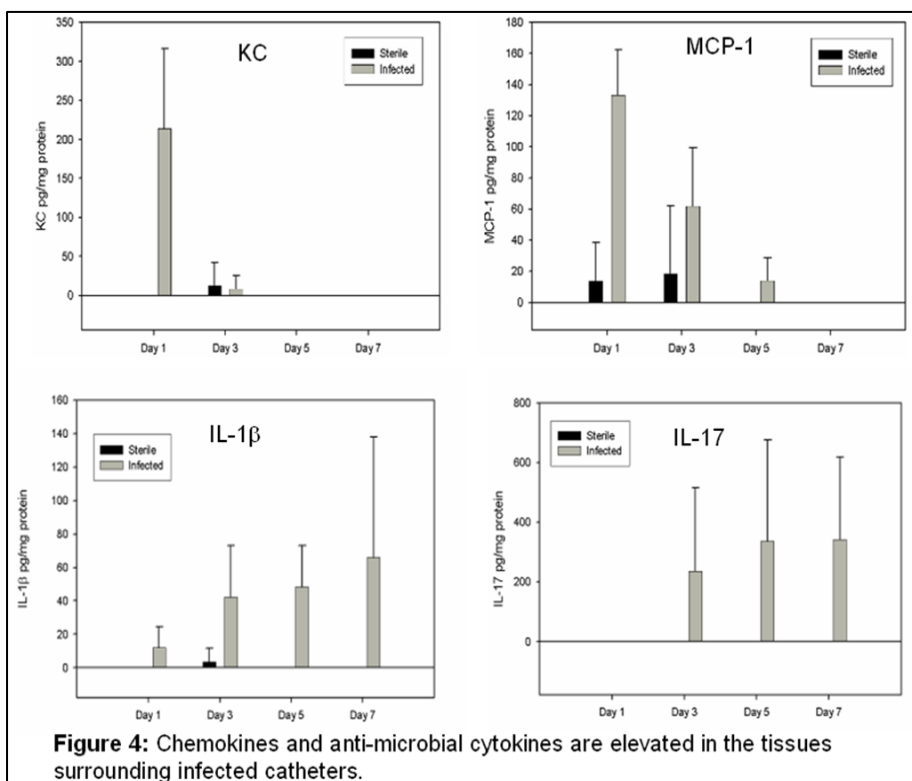 KC
Sterile
Infected
KC pg/mg protein
350
300
250
200
150
100
50
0
Day 1 Day 3 Day 5 Day 7
MCP-1
Sterile
Infected
MCP-1 pg/mg protein
180
160
140
120
100
80
60
40
20
0
Day 1 Day 3 Day 5 Day 7
IL-1β
Sterile
Infected
IL-1β pg/mg protein
160
140
120
100
80
60
40
20
0
Day 1 Day 3 Day 5 Day 7
IL-17
Sterile
Infected
IL-17 pg/mg protein
800
600
400
200
0
Day 1 Day 3 Day 5 Day 7
Figure 4: Chemokines and anti-microbial cytokines are elevated in the tissues
surrounding infected catheters.